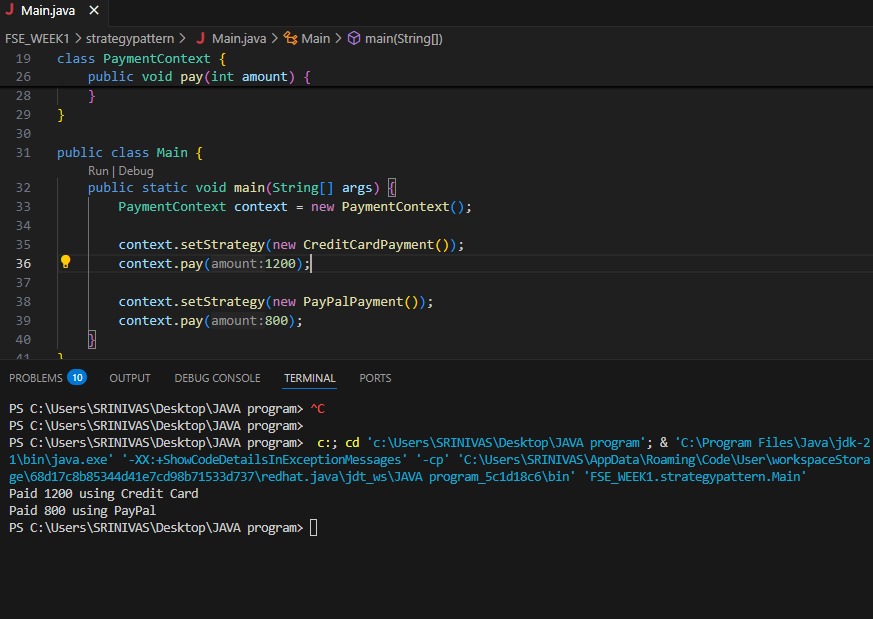 J Main.java ×
FSE_WEEK1 > strategypattern > J Main.java > Main > main(String[])
19 class PaymentContext {
26 public void pay(int amount) {
28 }
29 }
30
31 public class Main {
Run | Debug
32 public static void main(String[] args) {
33 PaymentContext context = new PaymentContext();
34
35 context.setStrategy(new CreditCardPayment());
36 context.pay(amount:1200);
37
38 context.setStrategy(new PayPalPayment());
39 context.pay(amount:800);
40 }
41 }
PROBLEMS 10 OUTPUT DEBUG CONSOLE TERMINAL PORTS
PS C:\Users\SRINIVAS\Desktop\JAVA program> ^C
PS C:\Users\SRINIVAS\Desktop\JAVA program>
PS C:\Users\SRINIVAS\Desktop\JAVA program> c:; cd 'c:\Users\SRINIVAS\Desktop\JAVA program'; & 'C:\Program Files\Java\jdk-2
1\bin\java.exe' '-XX:+ShowCodeDetailsInExceptionMessages' '-cp' 'C:\Users\SRINIVAS\AppData\Roaming\Code\User\workspaceStora
ge\68d17c8b85344d41e7cd98b71533d737\redhat.java\jdt_ws\JAVA program_5c1d18c6\bin' 'FSE_WEEK1.strategypattern.Main'
Paid 1200 using Credit Card
Paid 800 using PayPal
PS C:\Users\SRINIVAS\Desktop\JAVA program>